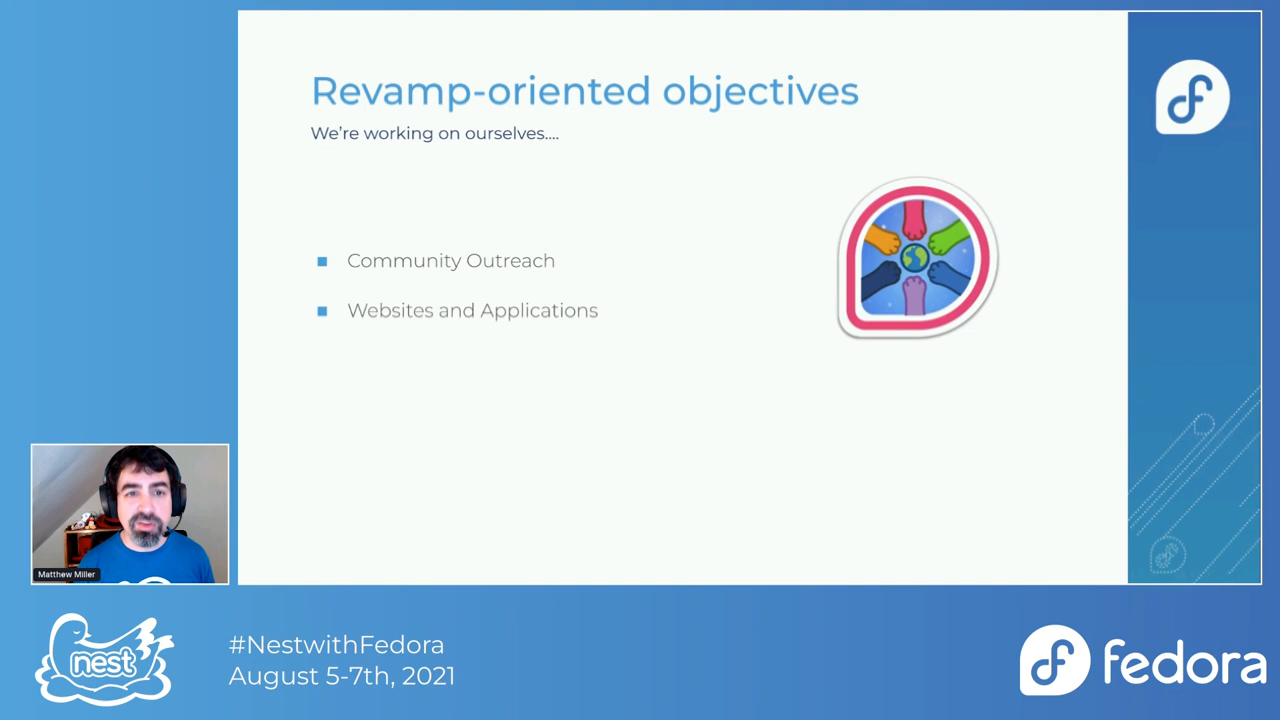 Revamp-oriented objectives
We're working on ourselves....
Community Outreach
Websites and Applications
Matthew Miller
nest
#NestwithFedora
August 5-7th, 2021
fedora